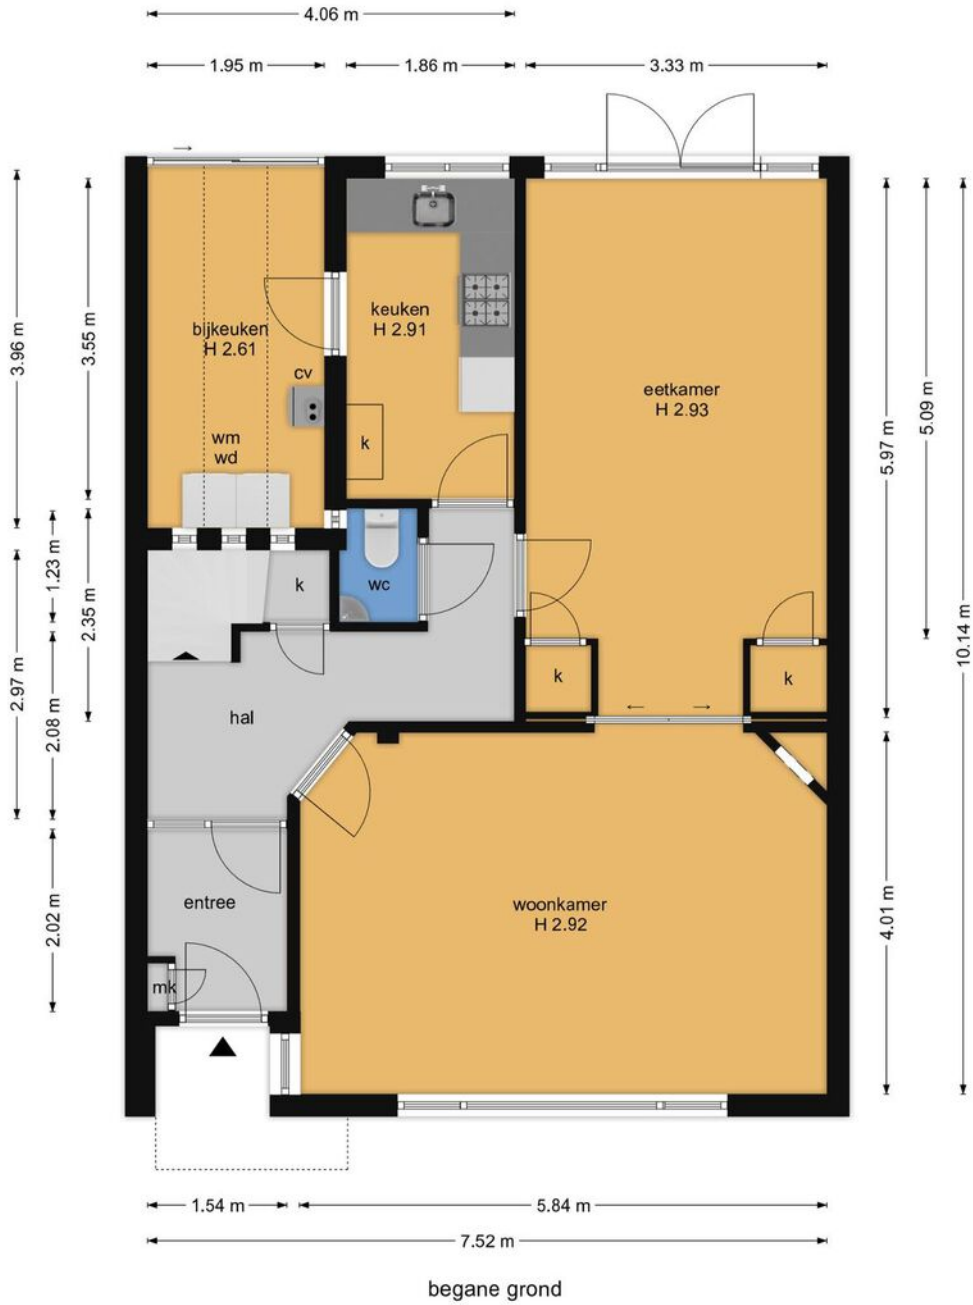 4.06 m
1.95 m
1.86 m
3.33 m
3.96 m
3.55 m
bijkeuken
H 2.61
keuken
H 2.91
eetkamer
H 2.93
cv
wm
wd
k
5.97 m
5.09 m
1.23 m
2.35 m
k
wc
2.97 m
2.08 m
hal
k
k
10.14 m
2.02 m
entree
woonkamer
H 2.92
4.01 m
mk
1.54 m
5.84 m
7.52 m
begane grond